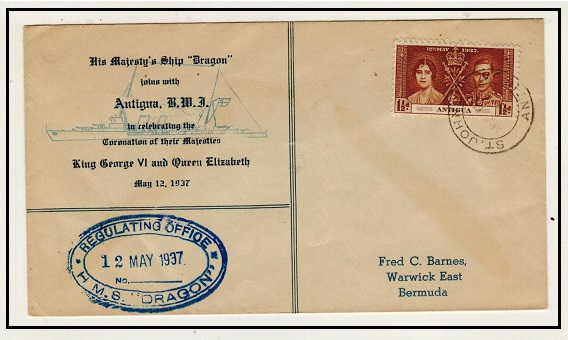 His Majesty's Ship "Dragon"
joins with
Antigua, B.W.I.
in celebrating the
Coronation of their Majesties
King George VI and Queen Elizabeth
May 12, 1937
12TH MAY 1937.
1½d 1½d
ANTIGUA
ST. JOHN
AN
REGULATING OFFICE
12 MAY 1937
No.
H.M.S. "DRAGON"
Fred C. Barnes,
Warwick East
Bermuda